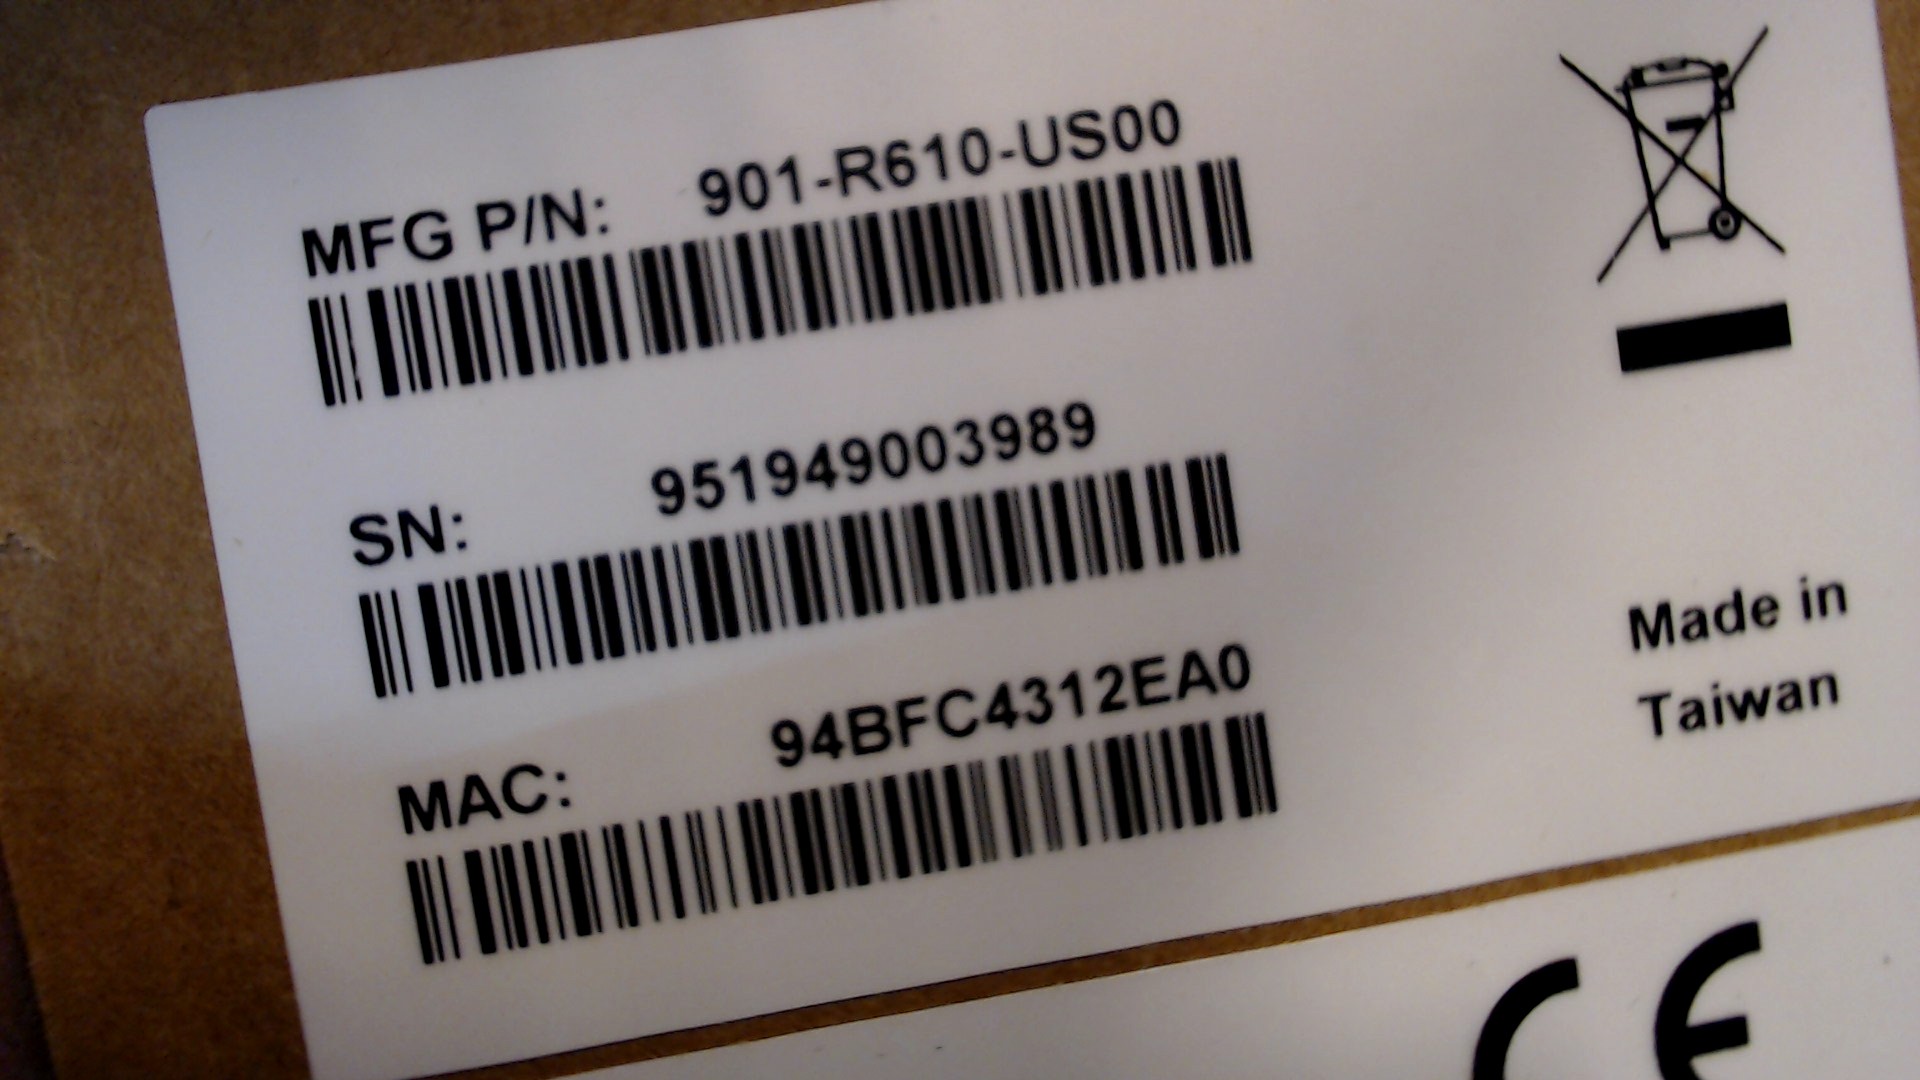 MFG P/N: 901-R610-US00
SN: 951949003989
MAC: 94BFC4312EA0
Made in
Taiwan
CE